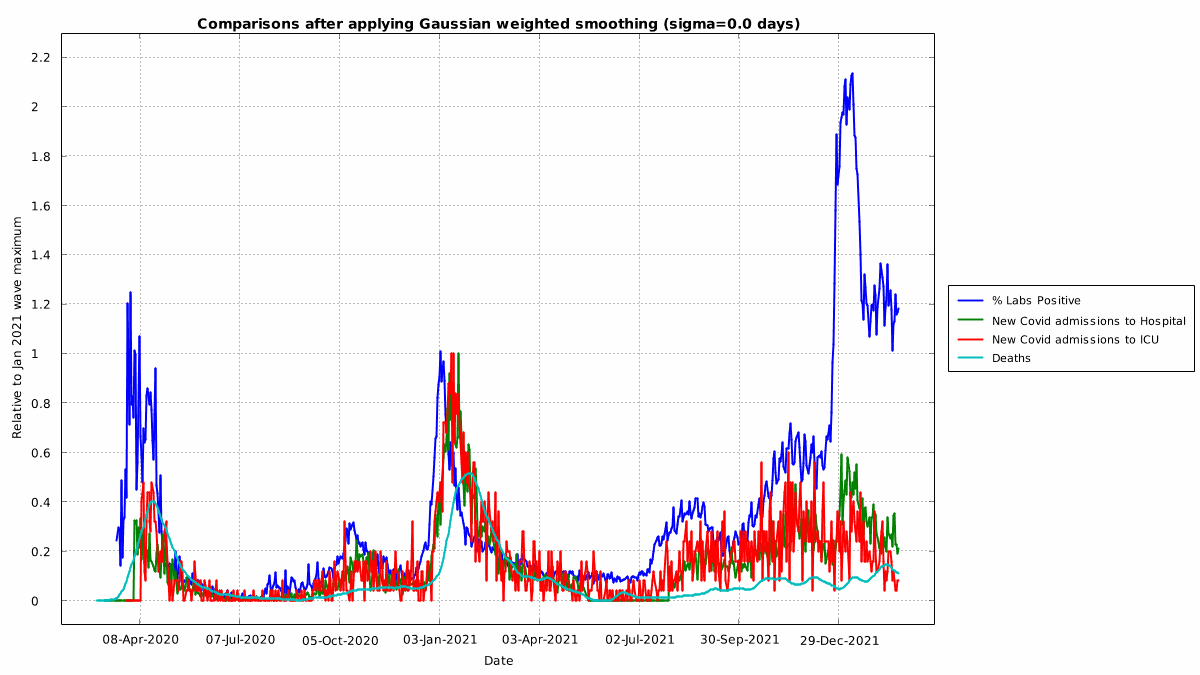 Comparisons after applying Gaussian weighted smoothing (sigma=0.0 days)
2.2
2
1.8
1.6
1.4
1.2
1
0.8
0.6
0.4
0.2
0
Relative to Jan 2021 wave maximum
08-Apr-2020 07-Jul-2020 05-Oct-2020 03-Jan-2021 03-Apr-2021 02-Jul-2021 30-Sep-2021 29-Dec-2021
Date
% Labs Positive
New Covid admissions to Hospital
New Covid admissions to ICU
Deaths